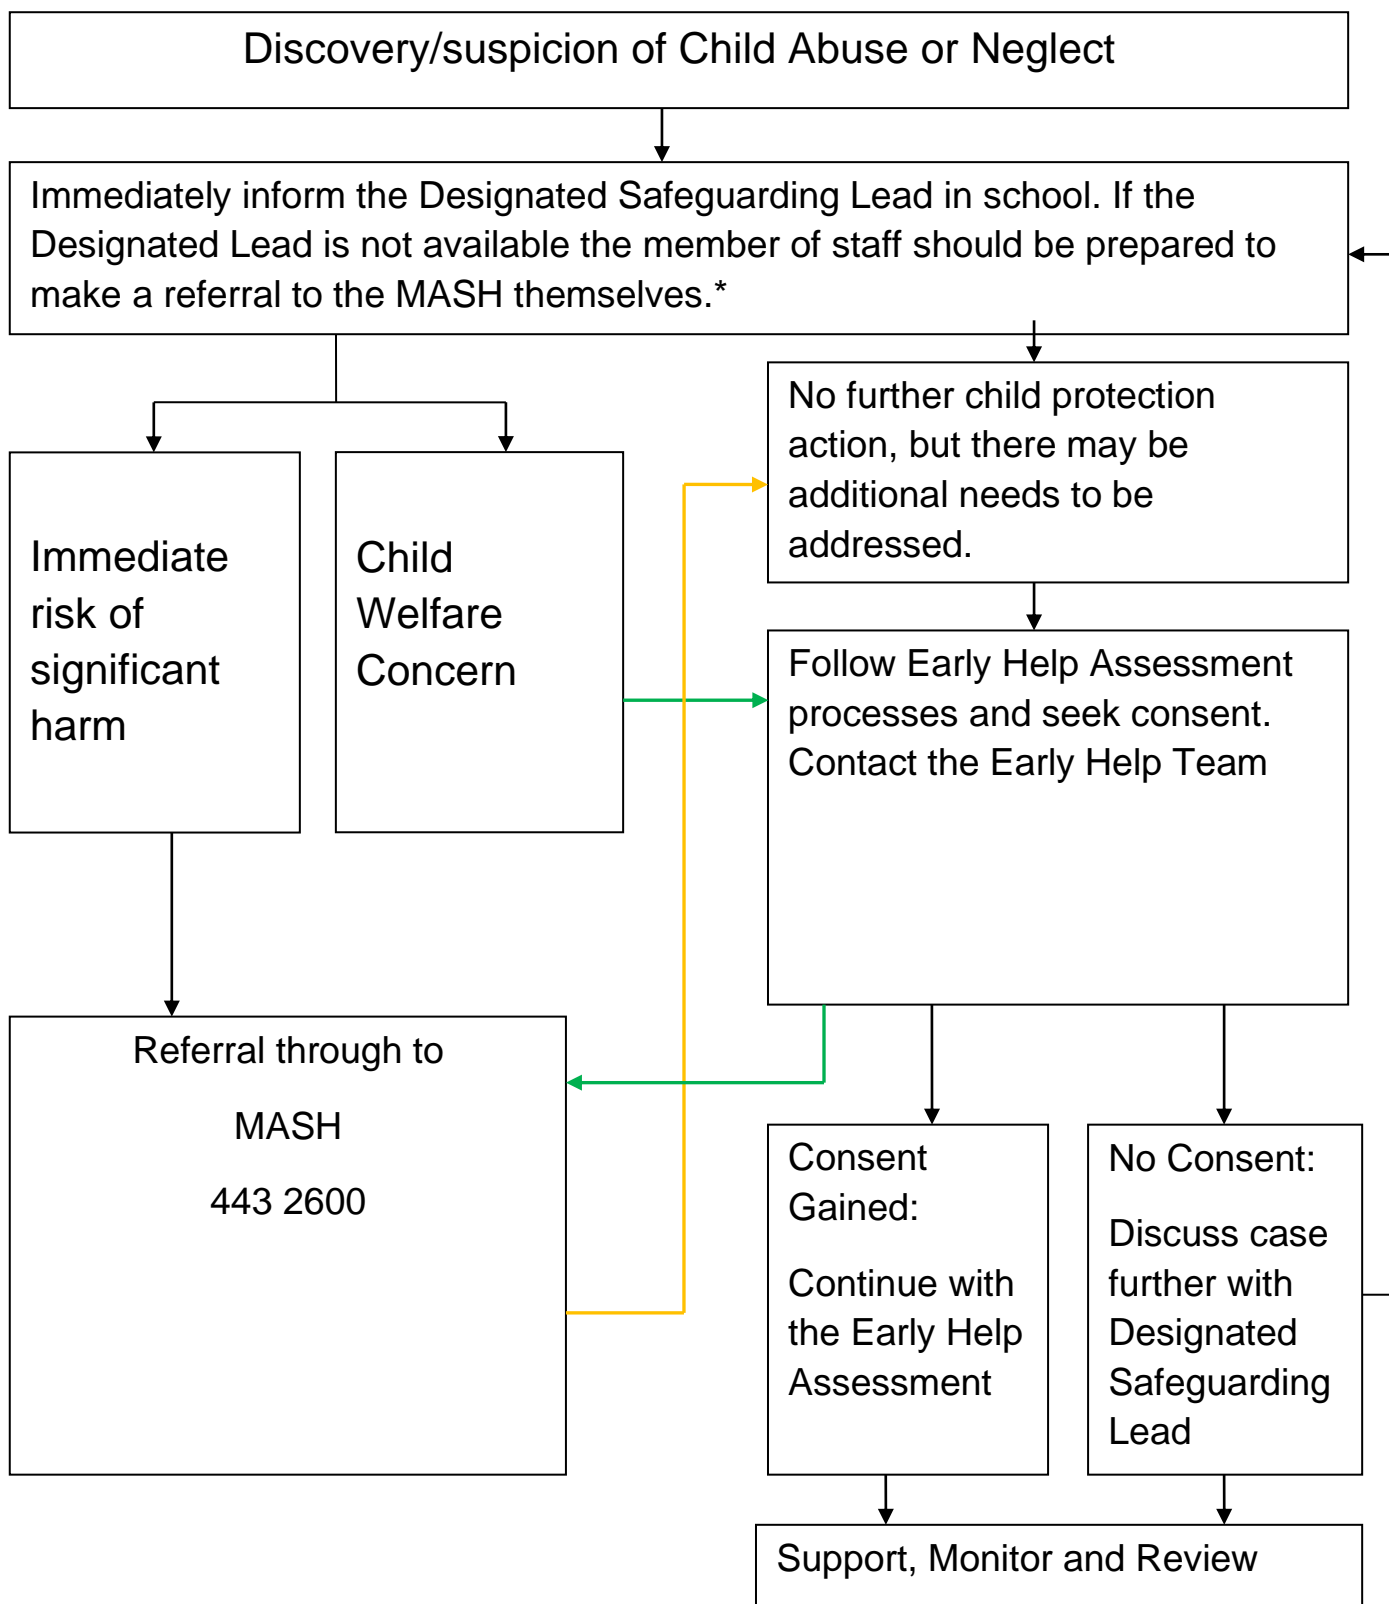 Discovery/suspicion of Child Abuse or Neglect
Immediately inform the Designated Safeguarding Lead in school. If the
Designated Lead is not available the member of staff should be prepared to
make a referral to the MASH themselves.*
No further child protection
action, but there may be
additional needs to be
addressed.
Immediate
risk of
significant
harm
Child
Welfare
Concern
Follow Early Help Assessment
processes and seek consent.
Contact the Early Help Team
Referral through to
MASH
443 2600
Consent
Gained:
Continue with
the Early Help
Assessment
No Consent:
Discuss case
further with
Designated
Safeguarding
Lead
Support, Monitor and Review